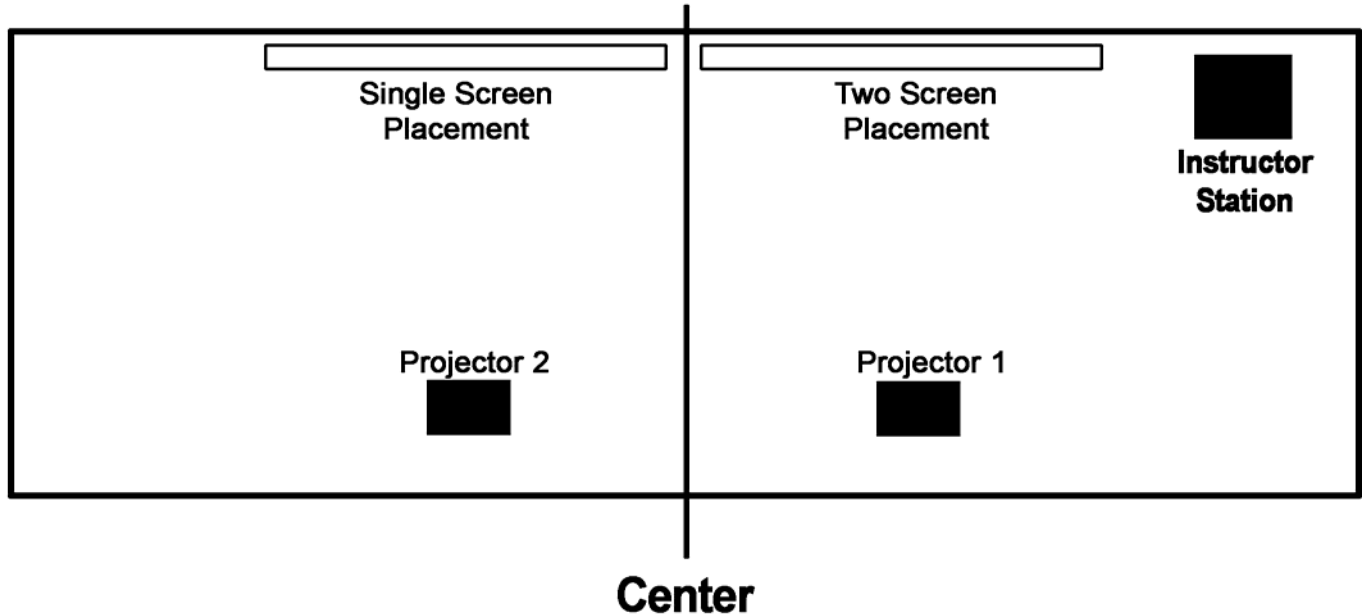 Single Screen
Placement
Two Screen
Placement
Instructor
Station
Projector 2
Projector 1
Center